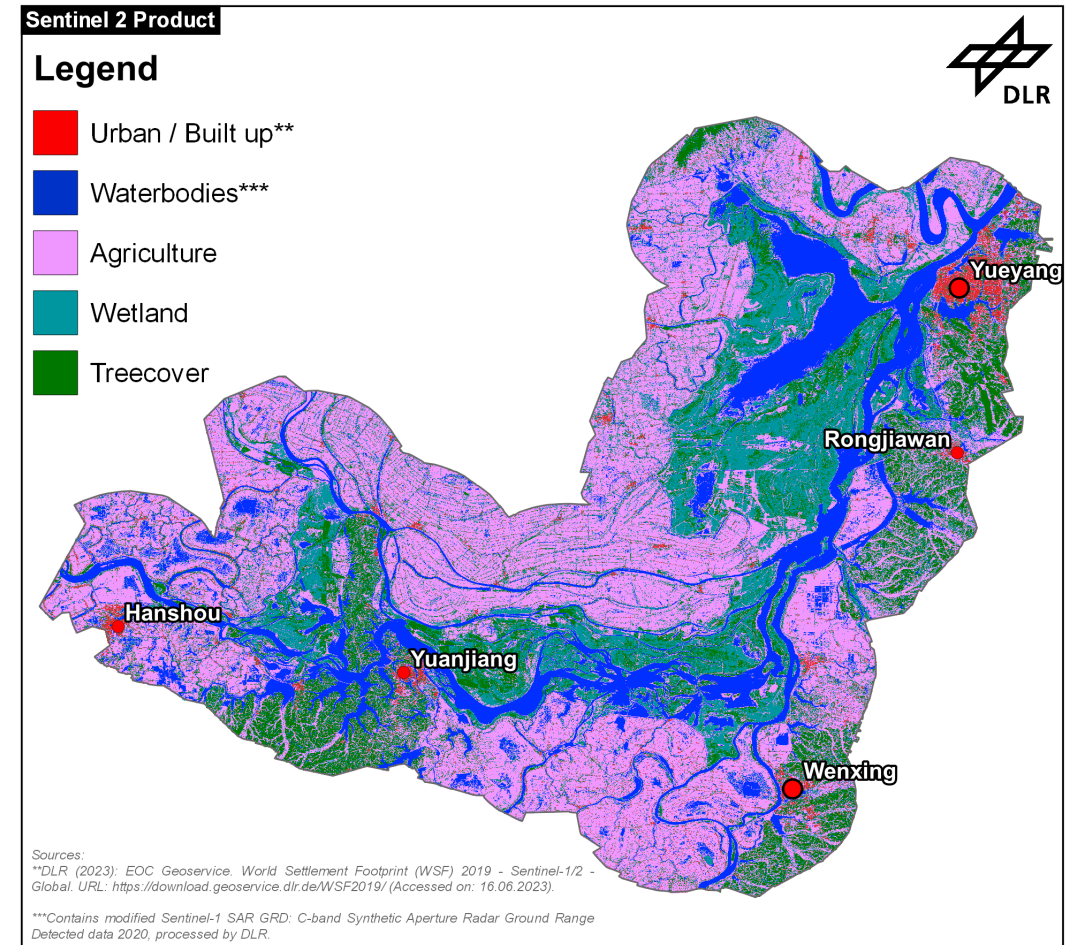 Sentinel 2 Product
Legend
DLR
Urban / Built up**
Waterbodies***
Agriculture
Wetland
Treecover
Yueyang
Rongjiawan
Hanshou
Yuanjiang
Wenxing
Sources:
**DLR (2023): EOC Geoservice. World Settlement Footprint (WSF) 2019 - Sentinel-1/2 -
Global. URL: https://download.geoservice.dlr.de/WSF2019/ (Accessed on: 16.06.2023).
***Contains modified Sentinel-1 SAR GRD: C-band Synthetic Aperture Radar Ground Range
Detected data 2020, processed by DLR.